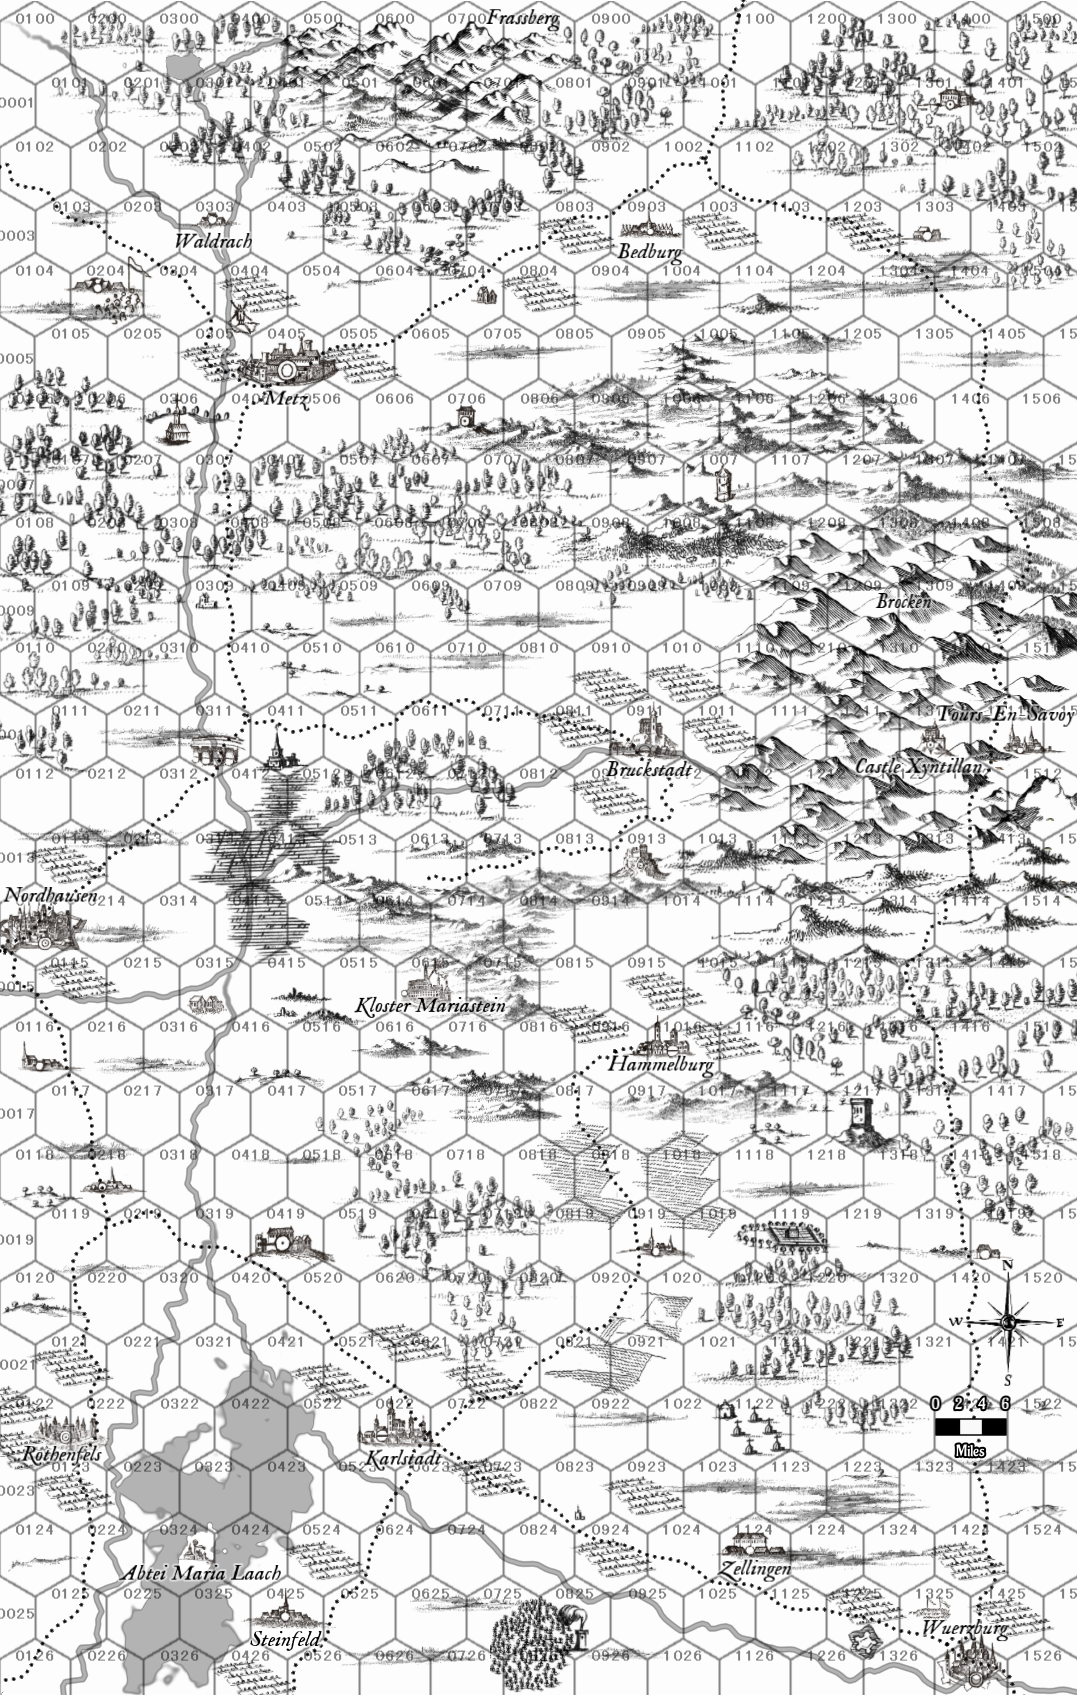 0100 0200 0300 0400 0500 0600 0700 Frassberg 0900 1000 1100 1200 1300 1400 1500
0101 0201 0301 0401 0501 0601 0701 0801 0901 1001 1301 1401
0001
0102 0202 0302 0402 0502 0602 0702 0802 0902 1002 1202 1302 1402 1502
0103 0203 0303 0403 0503 0603 0703 0803 0903 1003 1103 1203 1303 1403
0003
Waldrach
Bedburg
0104 0204 0304 0404 0504 0604 0704 0804 0904 1004 1104 1204 1304 1404 1504
0205 0305 0405 0505 0605 0705 0805 0905 1005 1105 1205 1305 1405
0005
Metz
0206 0306 0406 0506 0606 0706 0806 0906 1006 1106 1206 1306 1406 1506
0207 0307 0407 0507 0607 0707 0807 0907 1007 1107 1207 1307 1407
0007
0108 0208 0308 0408 0508 0608 0708 0808 0908 1008 1108 1208 1308 1408 1508
0109 0209 0309 0409 0509 0609 0709 0809 0909 1009 1109 1209 1309 1409
0009
Brocken
0110 0210 0310 0410 0510 0610 0710 0810 0910 1010 1110 1210 1310 1410 1510
0111 0211 0311 0411 0511 0611 0711 0811 0911 1011 1111 1211 Tours-En-Savoy
Bruckstadt
Castle Xyntillan
0112 0212 0312 0412 0512 0612 0712 0812 1512
0113 0213 0313 0413 0513 0613 0713 0813 0913 1013 1113 1213 1313 1413
0013
Nordhausen
0214 0314 0414 0514 0614 0714 0814 0914 1014 1114 1214 1314 1414 1514
0115 0215 0315 0415 0515 0615 0715 0815 0915 1015 1115 1215 1315 1415
0015
Kloster Mariastein
0116 0216 0316 0416 0516 0616 0716 0816 0916 1016 1116 1216 1316 1416 1516
Hammelburg
0117 0217 0317 0417 0517 0617 0717 0817 0917 1017 1117 1217 1317 1417
0017
0118 0218 0318 0418 0518 0618 0718 0818 0918 1018 1118 1218 1318 1418 1518
0119 0219 0319 0419 0519 0619 0719 0819 0919 1019 1119 1219 1319 1419
0019
N
0120 0220 0320 0420 0520 0620 0720 0820 0920 1020 1120 1220 1320 1420 1520
W E
0121 0221 0321 0421 0521 0621 0721 0821 0921 1021 1121 1221 1321 1421
0021
S
0 2 4 6
0022 0122 0222 0322 0422 0522 0622 0722 0822 0922 1022 1122 1222 1322 1522
Miles
Rothenfels
Karlstadt
0123 0223 0323 0423 0523 0623 0723 0823 0923 1023 1123 1223 1323 1423
0023
0124 0224 0324 0424 0524 0624 0724 0824 0924 1024 1124 1224 1324 1424 1524
Abtei Maria Laach
Zellingen
0125 0225 0325 0425 0525 0625 0725 0825 0925 1025 1125 1225 1325 1425
0025
Steinfeld
Wuerzburg
0126 0226 0326 0426 0526 0626 0726 0826 0926 1026 1126 1226 1326 1426 1526